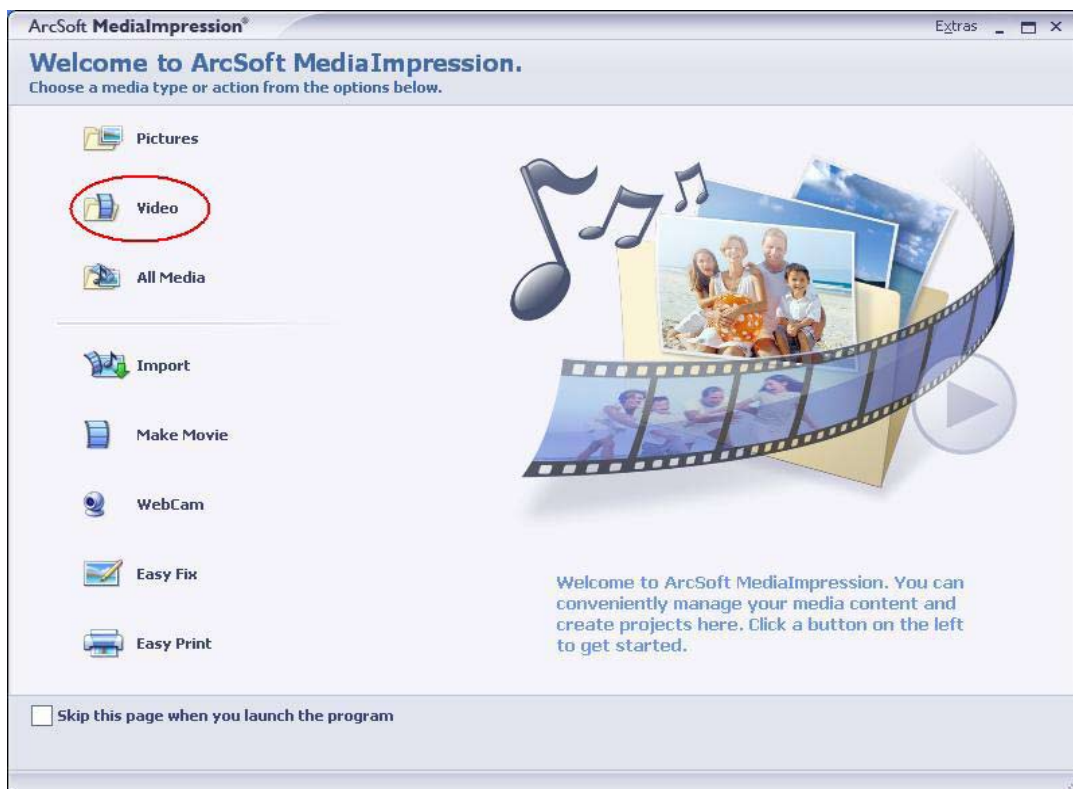 ArcSoft MediaImpression®
Extras
Welcome to ArcSoft MediaImpression.
Choose a media type or action from the options below.
Pictures
Video
All Media
Import
Make Movie
WebCam
Easy Fix
Easy Print
Welcome to ArcSoft MediaImpression. You can
conveniently manage your media content and
create projects here. Click a button on the left
to get started.
Skip this page when you launch the program